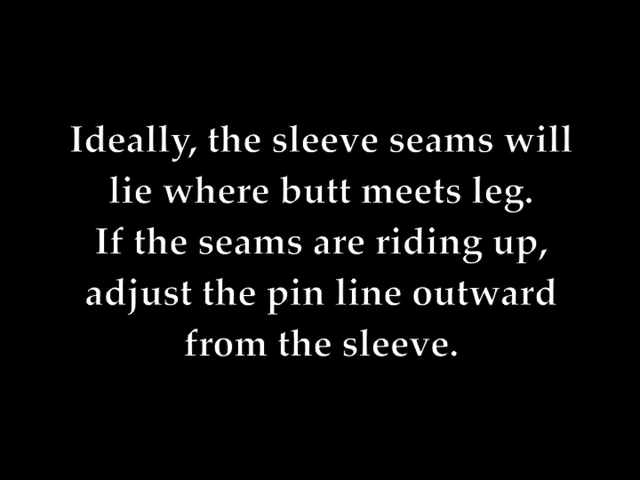 Ideally, the sleeve seams will
lie where butt meets leg.
If the seams are riding up,
adjust the pin line outward
from the sleeve.